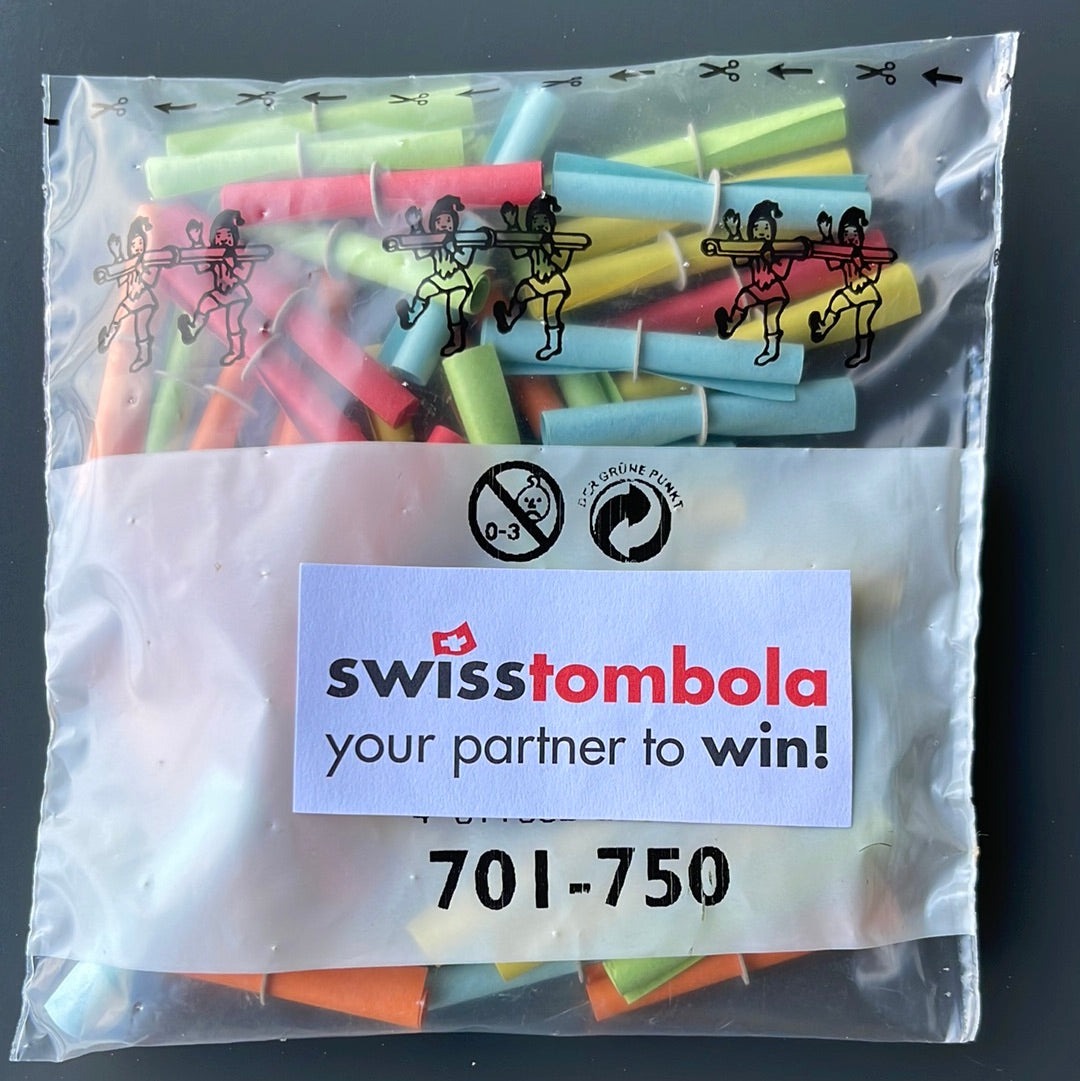 0-3
DER GRÜNE PUNKT
swisstombola
your partner to win!
701-750